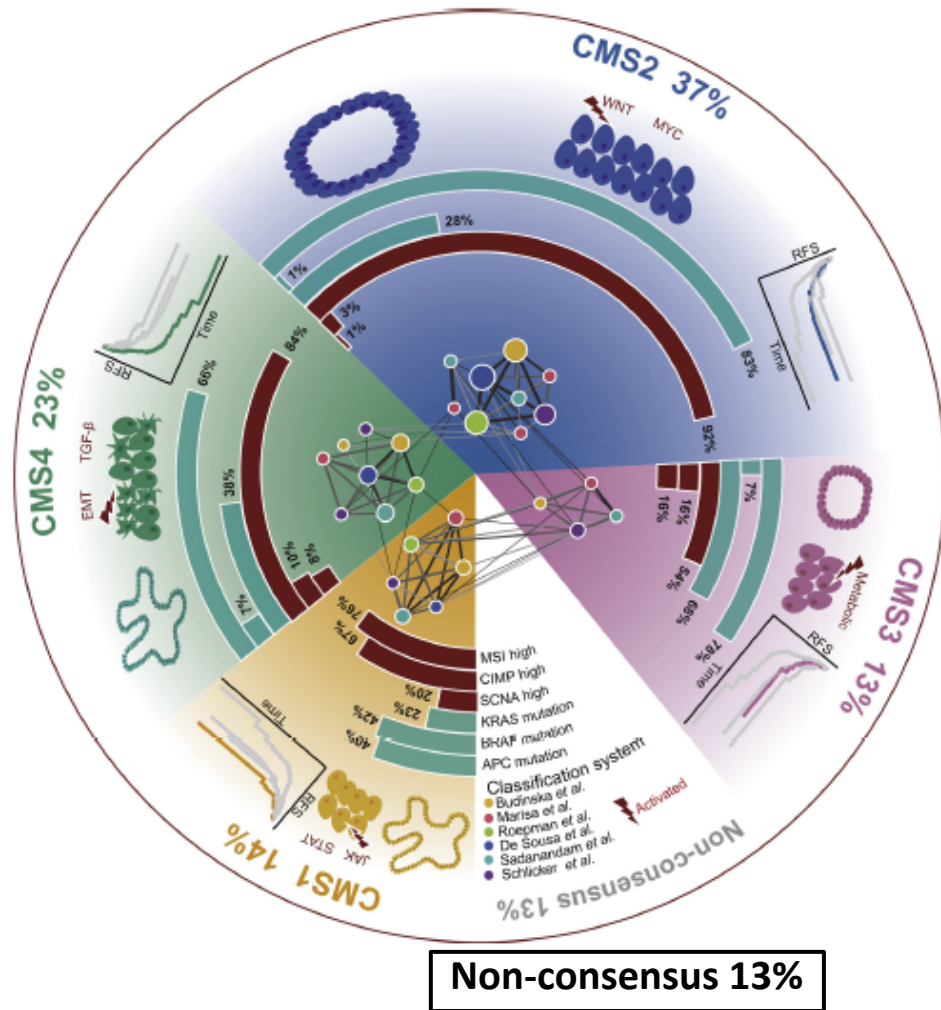 CMS2 37%
WNT
MYC
28%
1%
3%
1%
83%
92%
RFS
Time
CMS4 23%
RFS
Time
66%
84%
38%
10%
8%
7%
TGF-β
EMT
CMS3 13%
7%
16%
16%
54%
68%
78%
Metabolic
RFS
Time
CMS1 14%
76%
67%
20%
23%
42%
40%
Time
RFS
JAK STAT
MSI high
CIMP high
SCNA high
KRAS mutation
BRAF mutation
APC mutation
Classification system
Budinska et al.
Marisa et al.
Roepman et al.
De Sousa et al.
Sadanandam et al.
Schlicker et al.
Activated
Non-consensus 13%
Non-consensus 13%